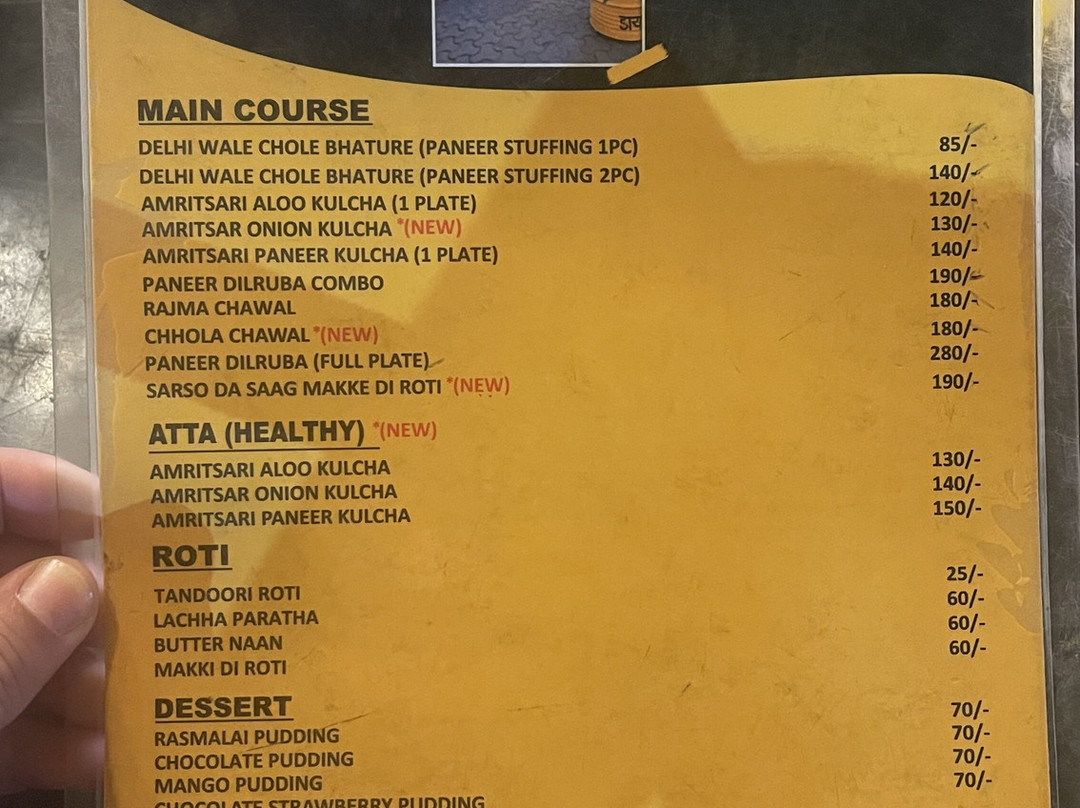 डाय
MAIN COURSE
DELHI WALE CHOLE BHATURE (PANEER STUFFING 1PC) 85/-
DELHI WALE CHOLE BHATURE (PANEER STUFFING 2PC) 140/-
AMRITSARI ALOO KULCHA (1 PLATE) 120/-
AMRITSAR ONION KULCHA *(NEW) 130/-
AMRITSARI PANEER KULCHA (1 PLATE) 140/-
PANEER DILRUBA COMBO 190/-
RAJMA CHAWAL 180/-
CHHOLA CHAWAL *(NEW) 180/-
PANEER DILRUBA (FULL PLATE) 280/-
SARSO DA SAAG MAKKE DI ROTI *(NEW) 190/-
ATTA (HEALTHY) *(NEW)
AMRITSARI ALOO KULCHA 130/-
AMRITSAR ONION KULCHA 140/-
AMRITSARI PANEER KULCHA 150/-
ROTI
TANDOORI ROTI 25/-
LACHHA PARATHA 60/-
BUTTER NAAN 60/-
MAKKI DI ROTI 60/-
DESSERT
RASMALAI PUDDING 70/-
CHOCOLATE PUDDING 70/-
MANGO PUDDING 70/-
CHOCOLATE STRAWBERRY PUDDING 70/-